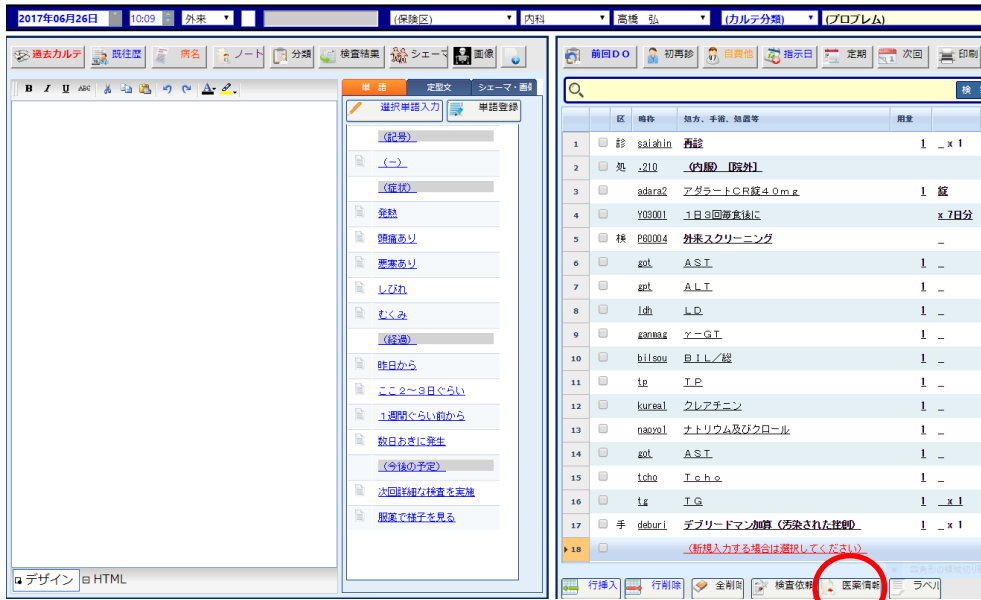 2017年06月26日 10:09 外来 (保険区) 内科 高橋 弘 (カルテ分類) (プロブレム)
過去カルテ 既往歴 病名 ノート 分類 検査結果 シェーマ 画像
B I U ABC A
単 語 定型文 シェーマ・画像
選択単語入力 単語登録
(記号)
(ー)
(症状)
発熱
頭痛あり
悪寒あり
しびれ
むくみ
(経過)
昨日から
ここ2〜3日ぐらい
1週間ぐらい前から
数日おきに発生
(今後の予定)
次回詳細な検査を実施
服薬で様子を見る
デザイン HTML
前回DO 初再診 自費他 指示日 定期 次回 印刷
検
区 略称 処方、手術、処置等 用量
1 診 saishin 再診 1 _ x 1
2 処 .210 (内服) [院外]
3 adara2 アダラートCR錠40mg 1 錠
4 Y03001 1日3回毎食後に x 7日分
5 検 P60004 外来スクリーニング _
6 got AST 1 _
7 gpt ALT 1 _
8 ldh LD 1 _
9 ganmag γ−GT 1 _
10 bilsou BIL/総 1 _
11 tp TP 1 _
12 kurea1 クレアチニン 1 _
13 naoyo1 ナトリウム及びクロール 1 _
14 got AST 1 _
15 tcho Tcho 1 _
16 tg TG 1 _ x 1
17 手 deburi デブリードマン加算(汚染された挫創) 1 _ x 1
18 (新規入力する場合は選択してください)
行挿入 行削除 全削除 検査依頼 医薬情報 ラベル